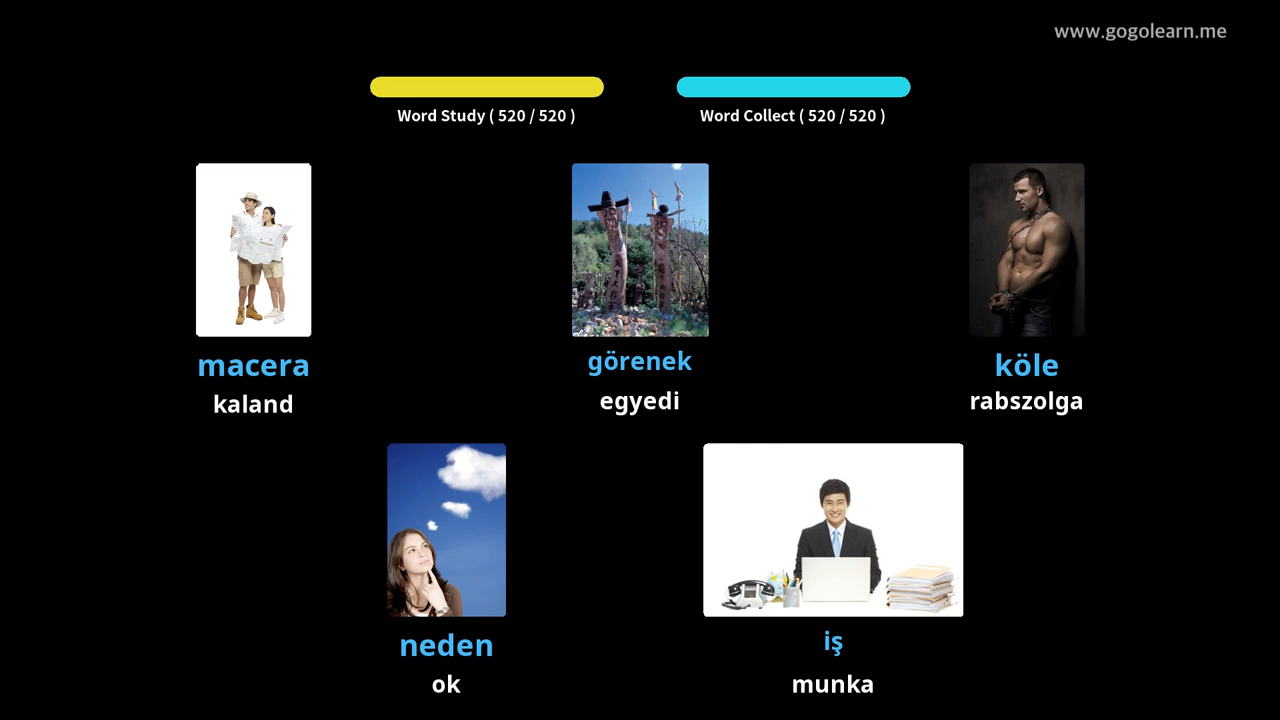 www.gogolearn.me
Word Study ( 520 / 520 )
Word Collect ( 520 / 520 )
macera
kaland
görenek
egyedi
köle
rabszolga
neden
ok
iş
munka